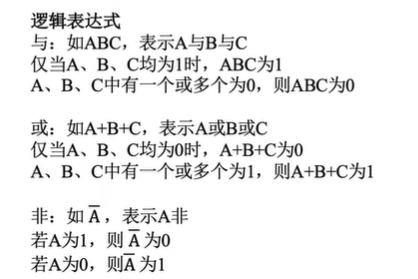 逻辑表达式
与：如ABC，表示A与B与C
仅当A、B、C均为1时，ABC为1
A、B、C中有一个或多个为0，则ABC为0
或：如A+B+C，表示A或B或C
仅当A、B、C均为0时，A+B+C为0
A、B、C中有一个或多个为1，则A+B+C为1
非：如 A̅ ，表示A非
若A为1，则 A̅ 为0
若A为0，则A̅ 为1